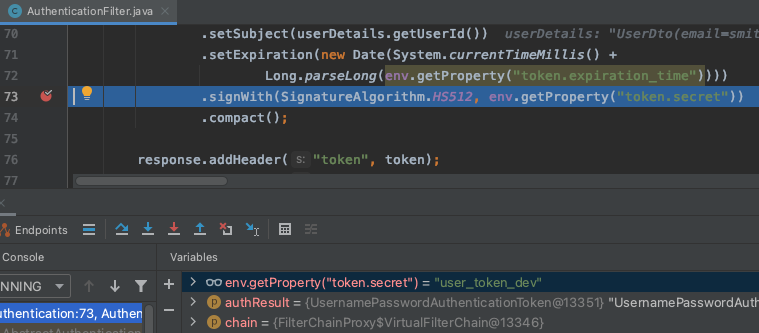 AuthenticationFilter.java
70 .setSubject(userDetails.getUserId()) userDetails: "UserDto(email=smit
71 .setExpiration(new Date(System.currentTimeMillis() +
72 Long.parseLong(env.getProperty("token.expiration_time"))))
73 .signWith(SignatureAlgorithm.HS512, env.getProperty("token.secret"))
74 .compact();
75
76 response.addHeader( s: "token", token);
77
Endpoints
Console
Variables
NNING
env.getProperty("token.secret") = "user_token_dev"
uthentication:73, Authen
authResult = {UsernamePasswordAuthenticationToken@13351} "UsernamePasswordAu
AbstractAuthentication
chain = {FilterChainProxy$VirtualFilterChain@13346}